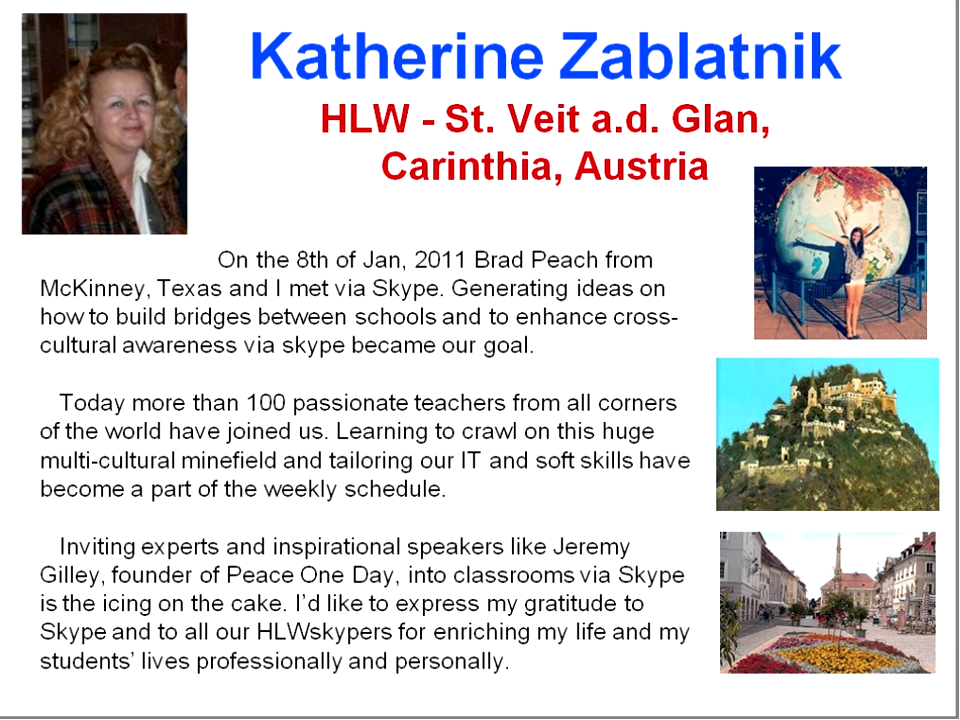 Katherine Zablatnik
HLW - St. Veit a.d. Glan,
Carinthia, Austria
On the 8th of Jan, 2011 Brad Peach from
McKinney, Texas and I met via Skype. Generating ideas on
how to build bridges between schools and to enhance cross-
cultural awareness via skype became our goal.
Today more than 100 passionate teachers from all corners
of the world have joined us. Learning to crawl on this huge
multi-cultural minefield and tailoring our IT and soft skills have
become a part of the weekly schedule.
Inviting experts and inspirational speakers like Jeremy
Gilley, founder of Peace One Day, into classrooms via Skype
is the icing on the cake. I’d like to express my gratitude to
Skype and to all our HLWskypers for enriching my life and my
students’ lives professionally and personally.